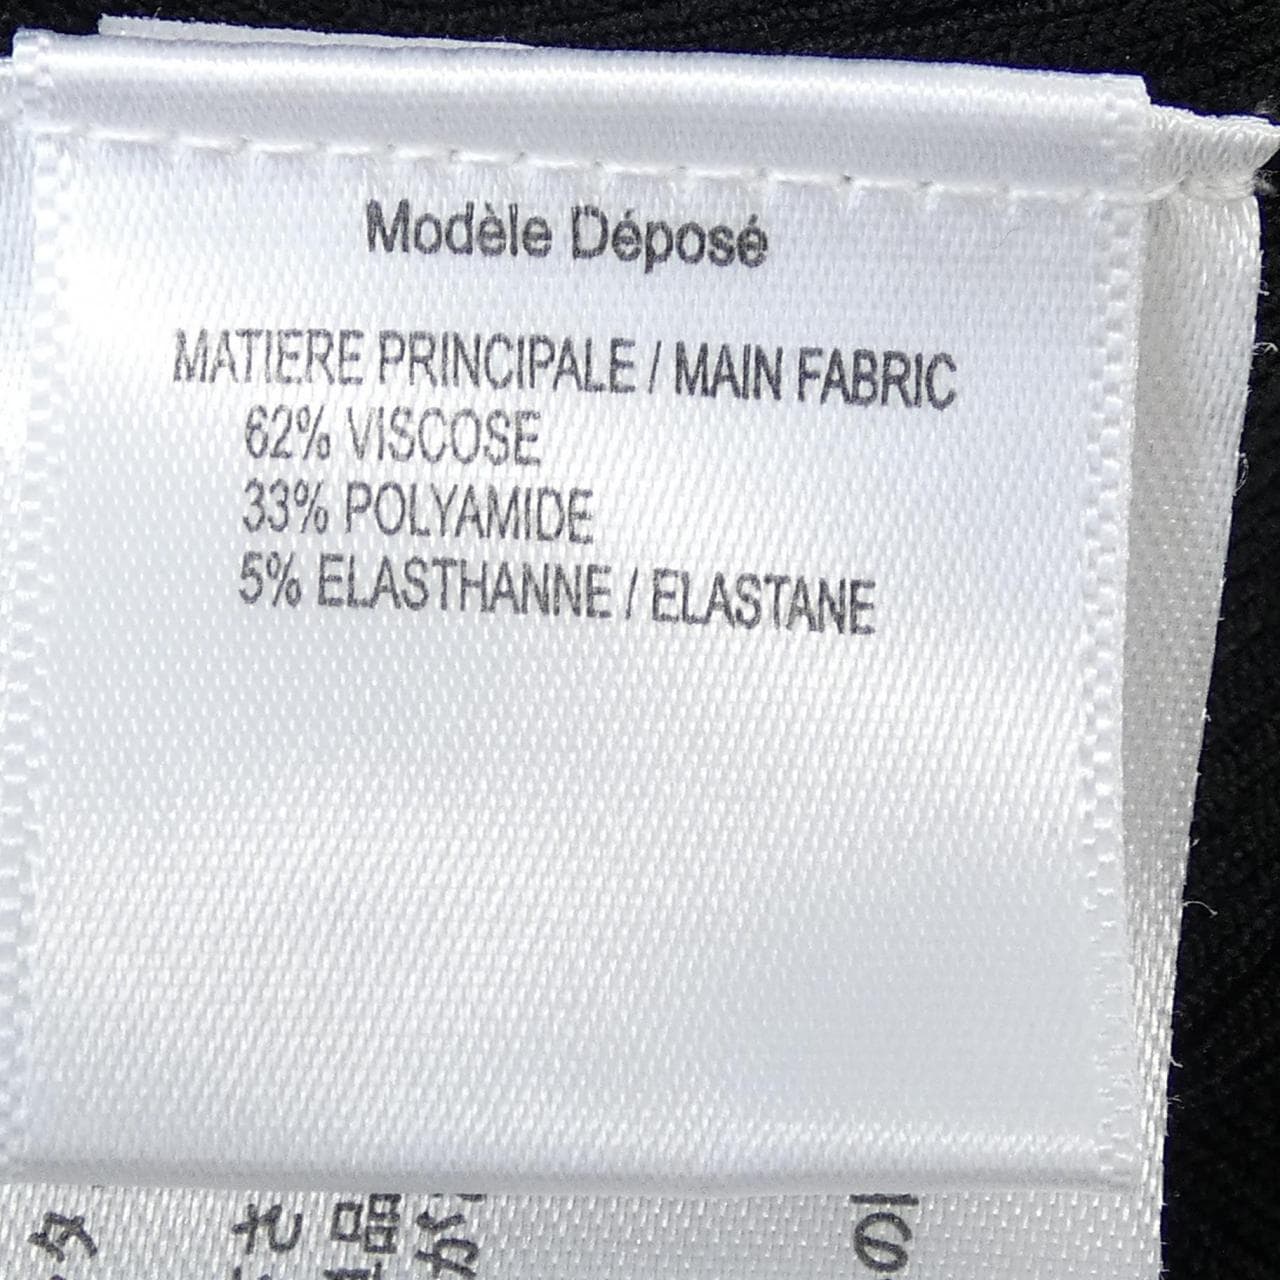 Modèle Déposé
MATIERE PRINCIPALE / MAIN FABRIC
62% VISCOSE
33% POLYAMIDE
5% ELASTHANNE / ELASTANE